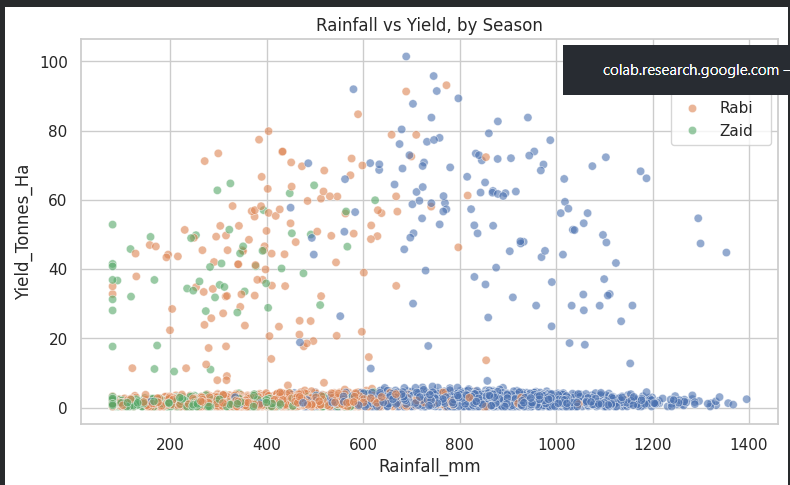 Rainfall vs Yield, by Season
colab.research.google.com –
Rabi
Zaid
Yield_Tonnes_Ha
100
80
60
40
20
0
200 400 600 800 1000 1200 1400
Rainfall_mm